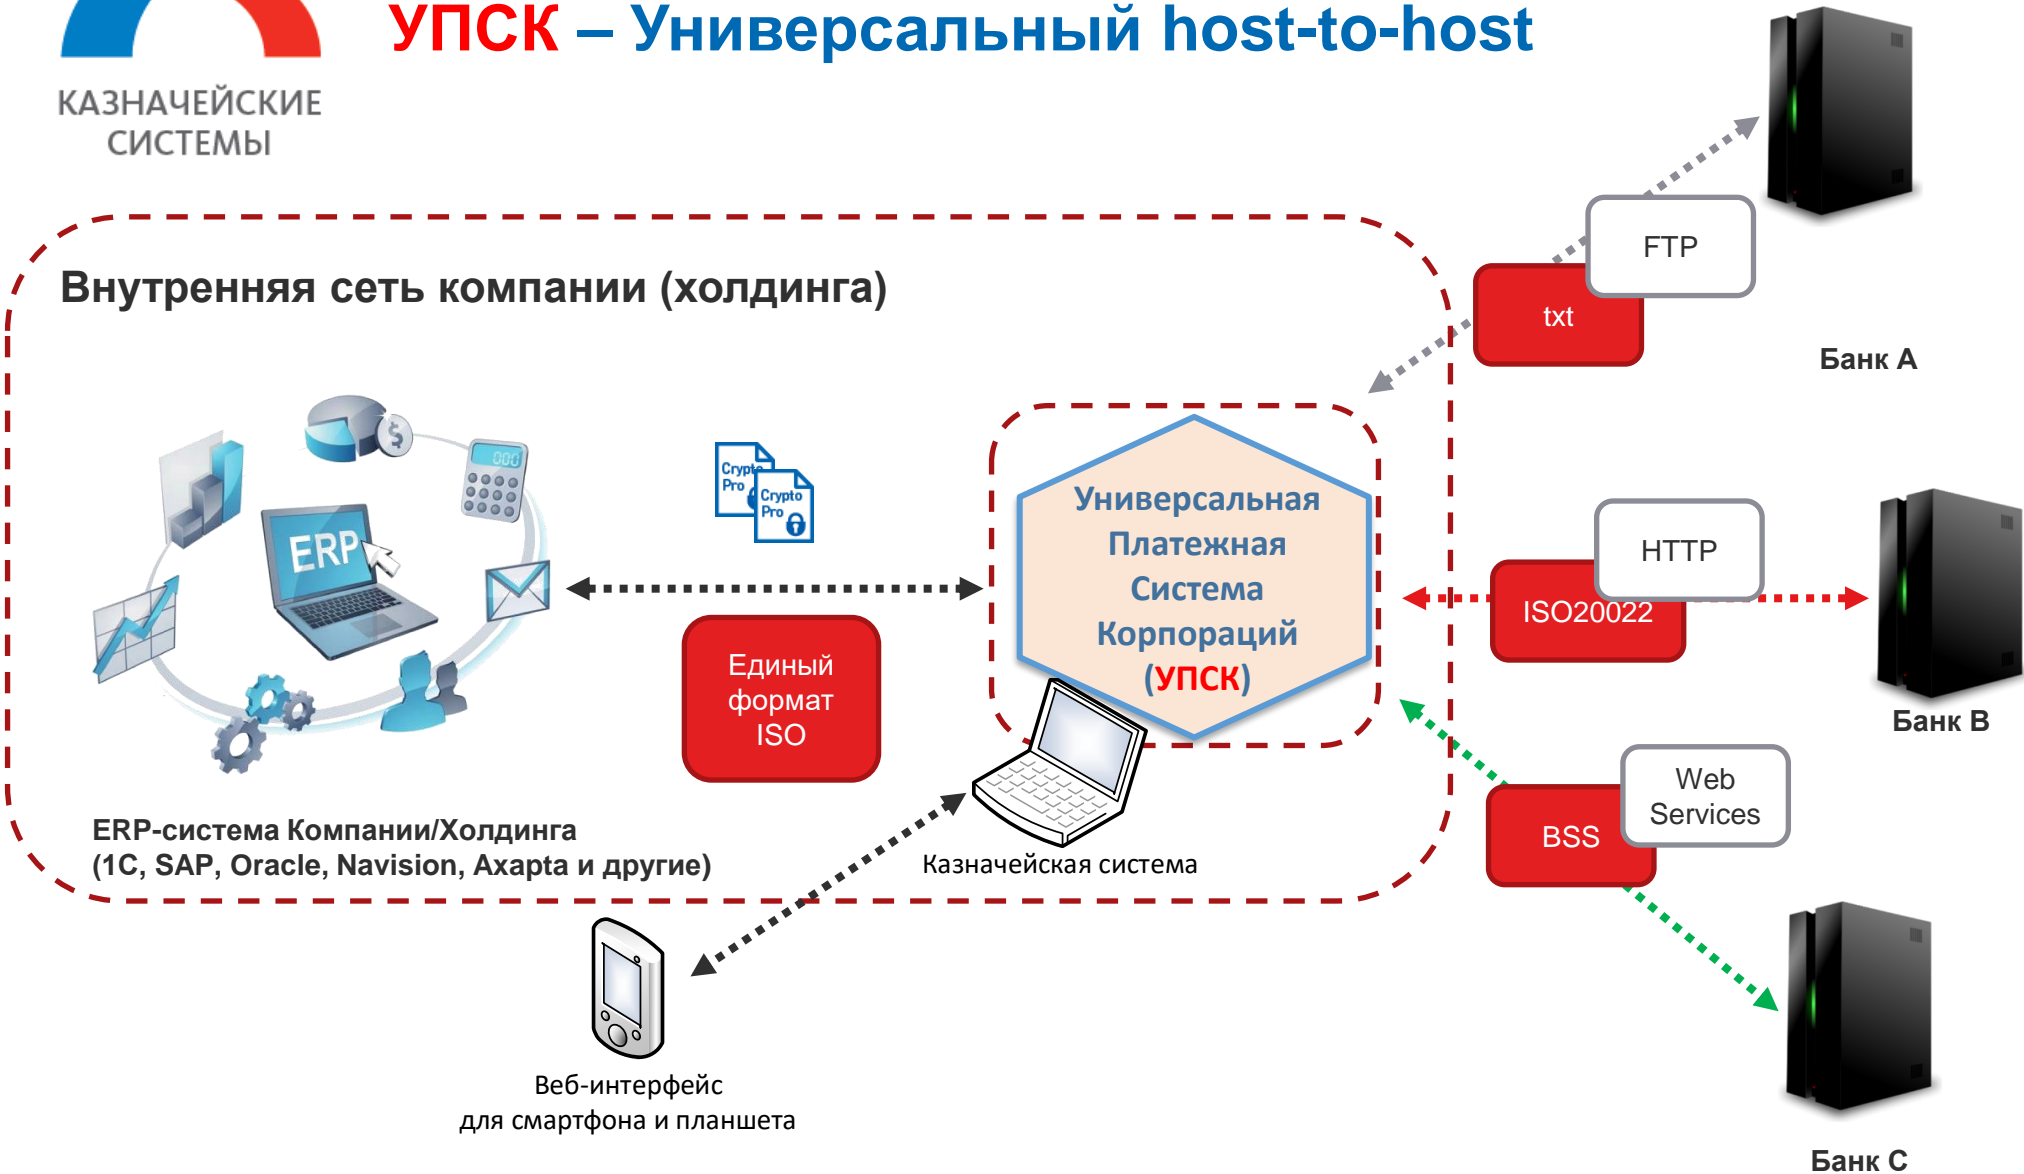 УПСК – Универсальный host-to-host
КАЗНАЧЕЙСКИЕ
СИСТЕМЫ
Внутренняя сеть компании (холдинга)
FTP
txt
Банк А
000
$
ERP
Crypto
Pro
Crypto
Pro
Единый
формат
ISO
Универсальная
Платежная
Система
Корпораций
(УПСК)
HTTP
ISO20022
Банк В
Web
Services
BSS
Банк С
ERP-система Компании/Холдинга
(1С, SAP, Oracle, Navision, Axapta и другие)
Казначейская система
Веб-интерфейс
для смартфона и планшета